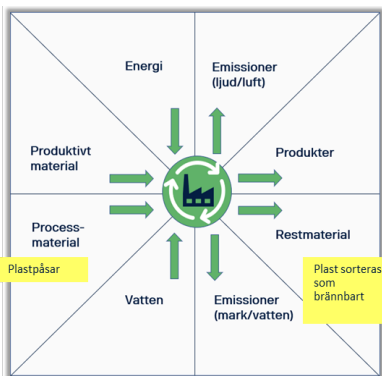 Energi
Emissioner
(ljud/luft)
Produktivt
material
Produkter
Process-
material
Restmaterial
Plastpåsar
Plast sorteras
som
brännbart
Vatten
Emissioner
(mark/vatten)